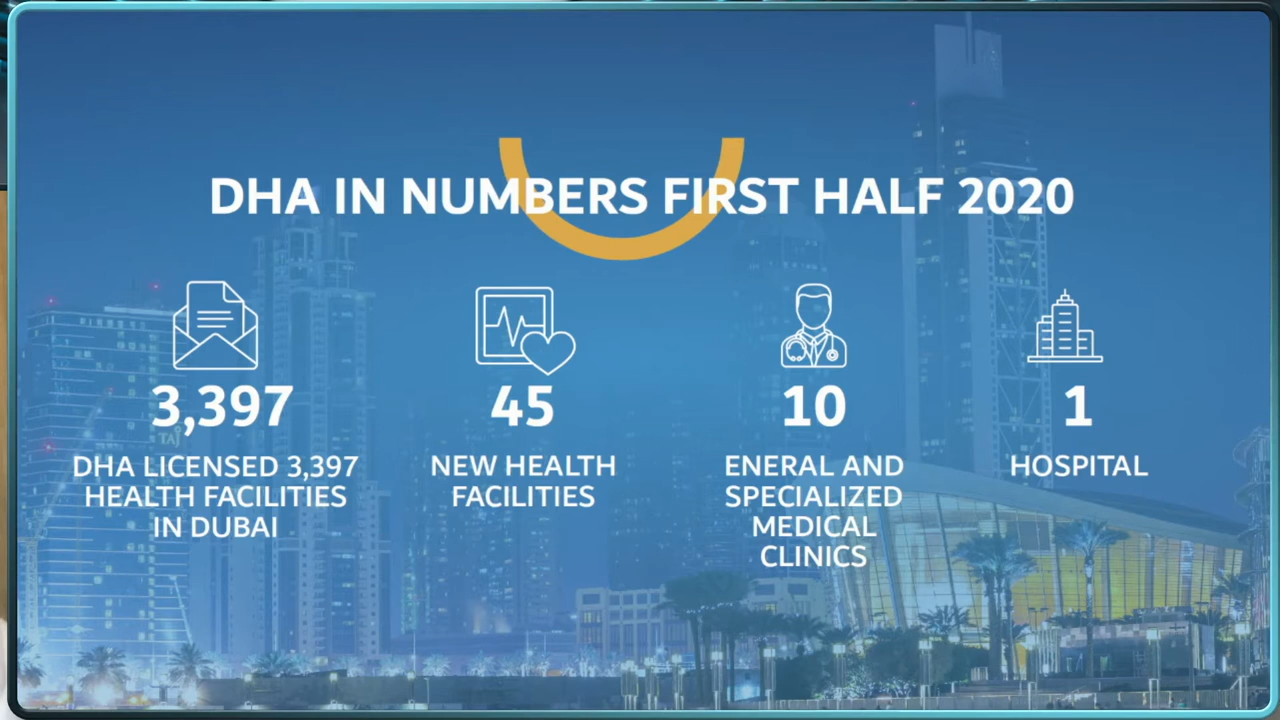 DHA IN NUMBERS FIRST HALF 2020
3,397
DHA LICENSED 3,397
HEALTH FACILITIES
IN DUBAI
45
NEW HEALTH
FACILITIES
10
ENERAL AND
SPECIALIZED
MEDICAL
CLINICS
1
HOSPITAL
TAJ